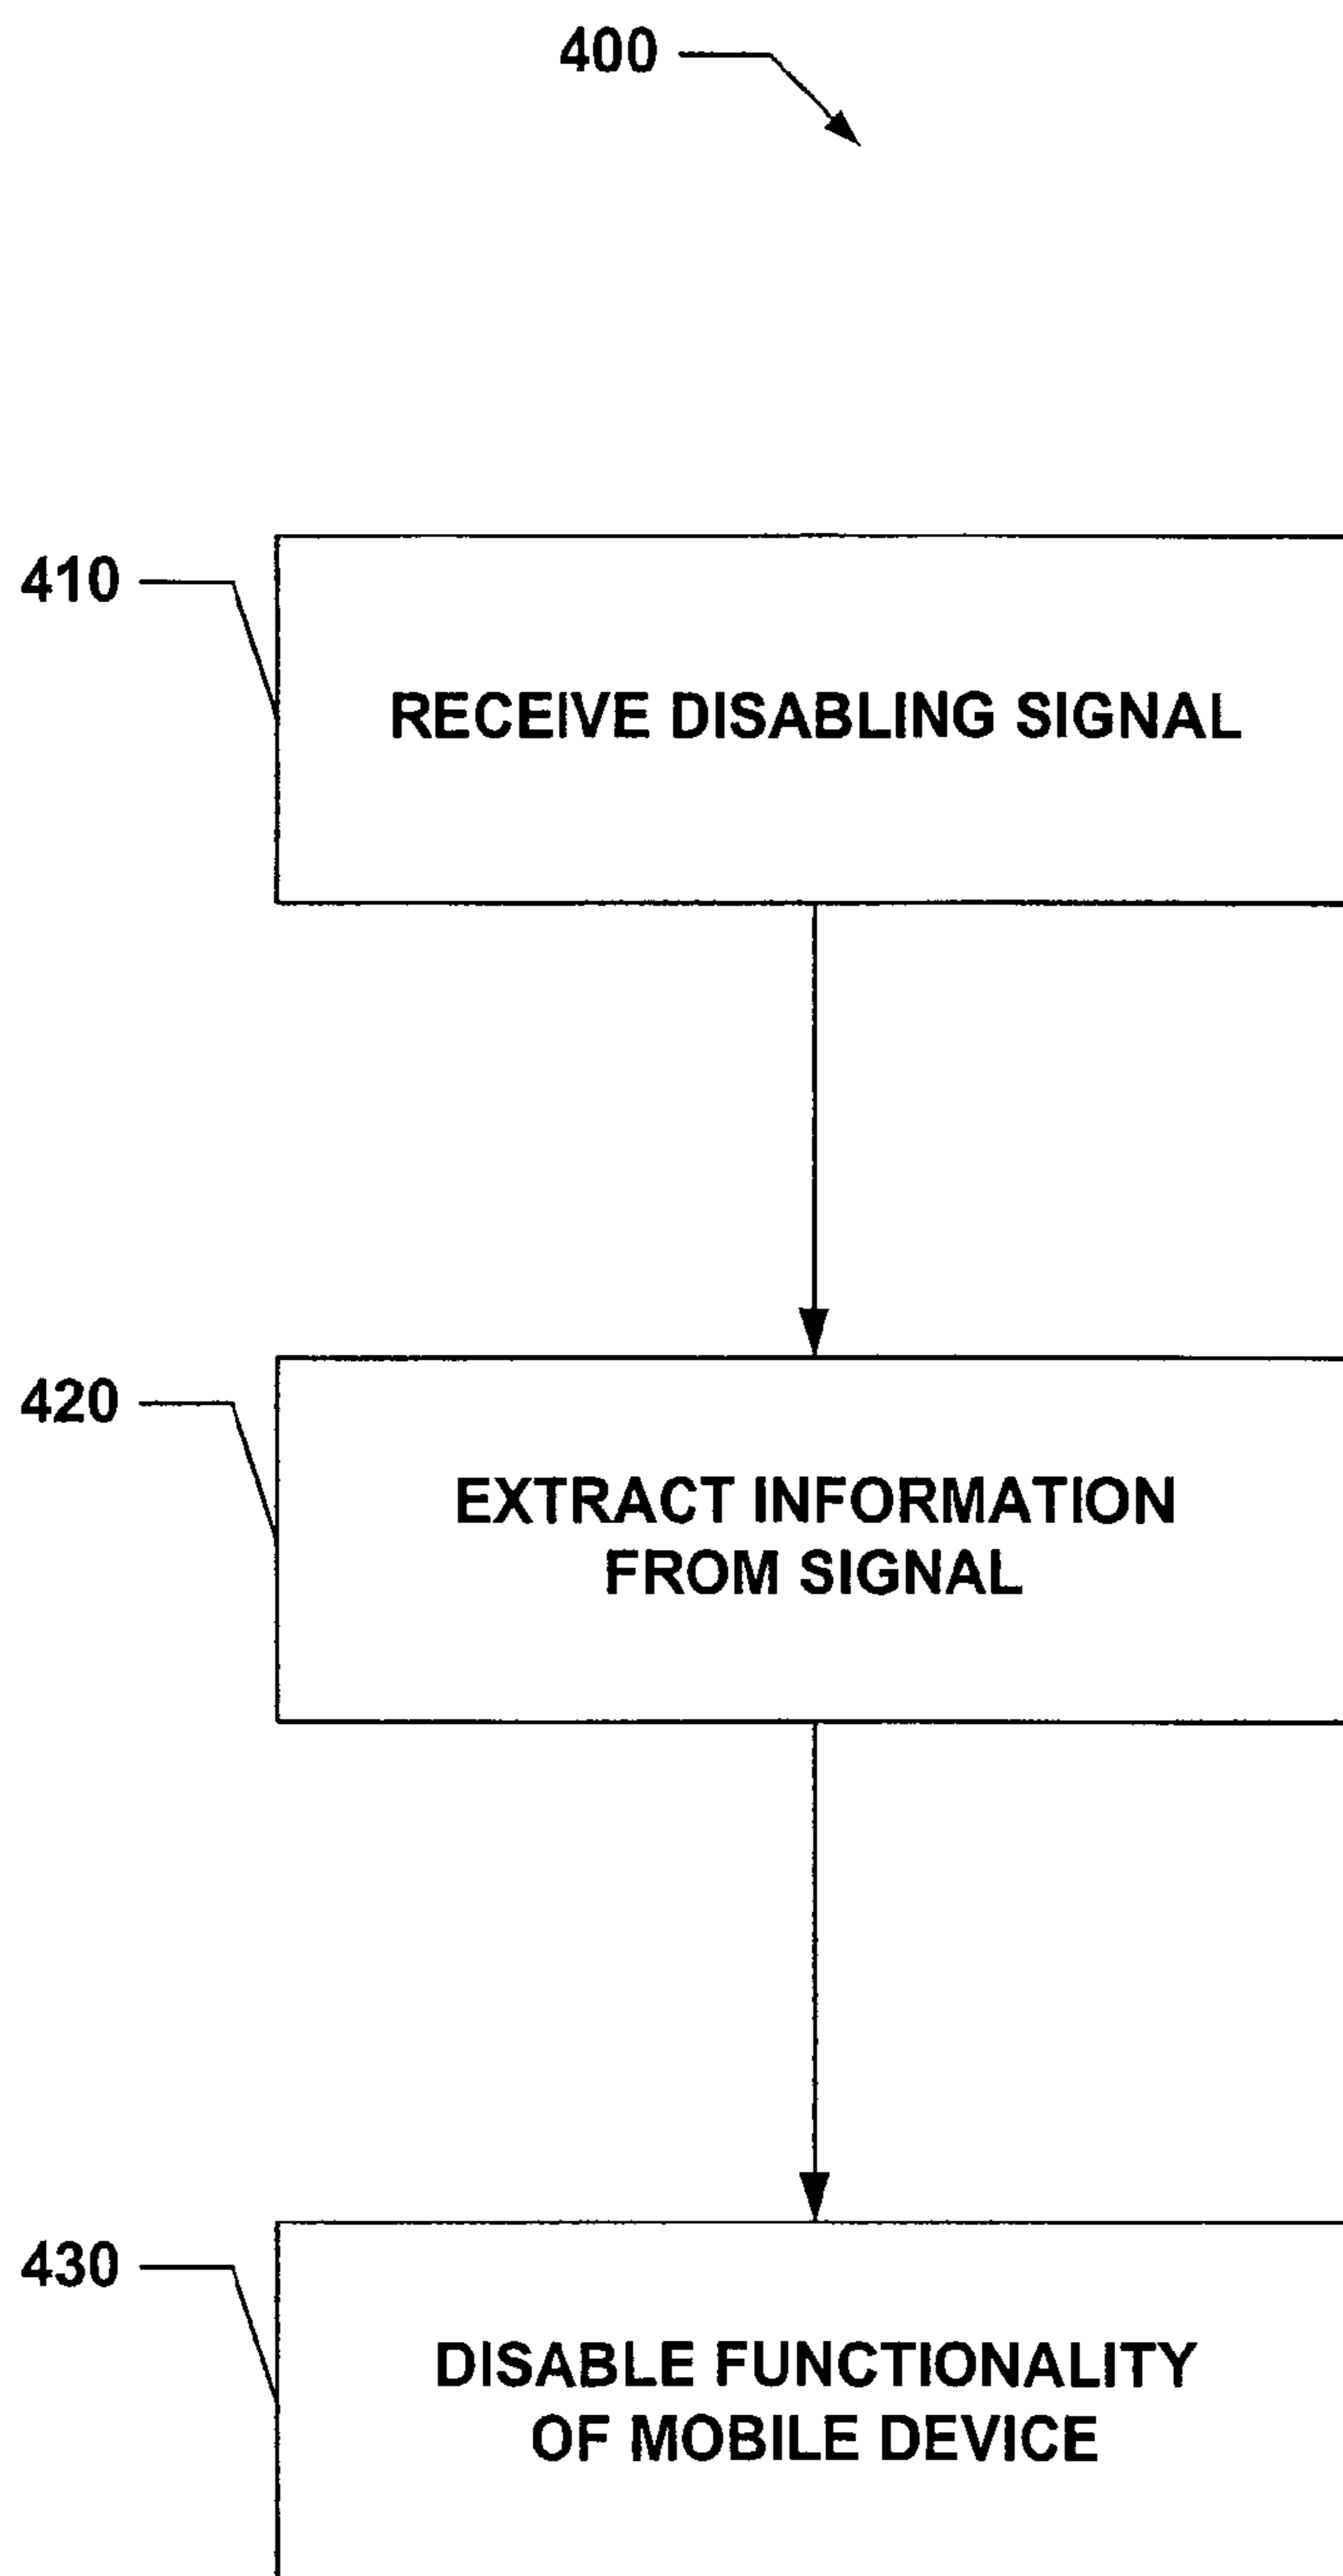 400
410
RECEIVE DISABLING SIGNAL
420
EXTRACT INFORMATION
FROM SIGNAL
430
DISABLE FUNCTIONALITY
OF MOBILE DEVICE